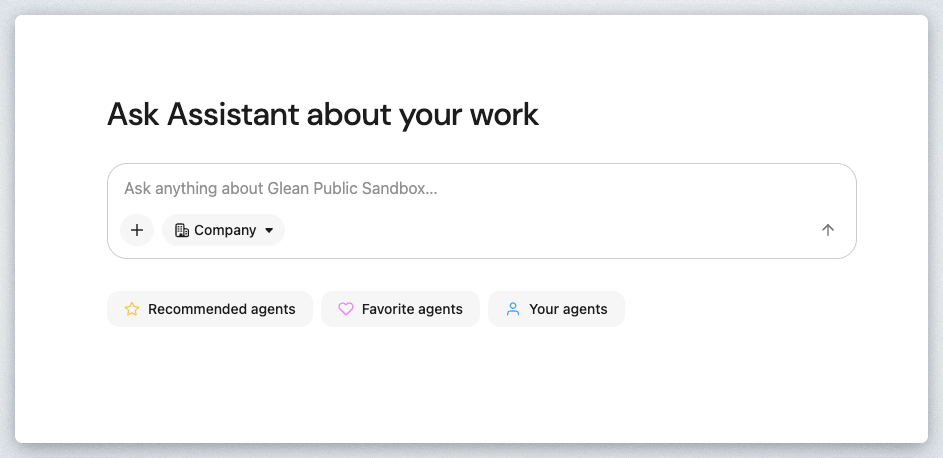 Ask Assistant about your work
Ask anything about Glean Public Sandbox...
Company
Recommended agents
Favorite agents
Your agents